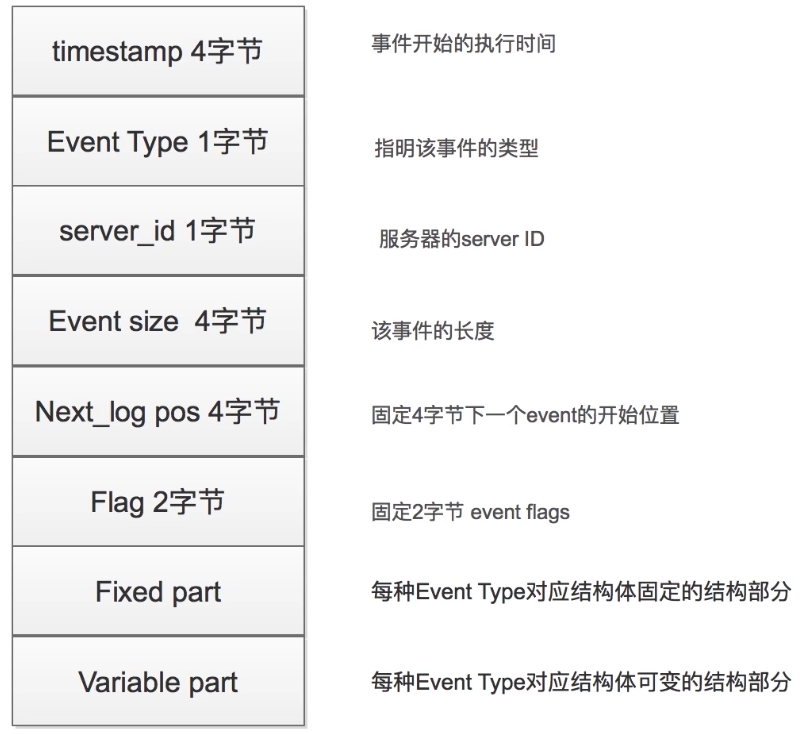 timestamp 4字节
事件开始的执行时间
Event Type 1字节
指明该事件的类型
server_id 1字节
服务器的server ID
Event size 4字节
该事件的长度
Next_log pos 4字节
固定4字节下一个event的开始位置
Flag 2字节
固定2字节 event flags
Fixed part
每种Event Type对应结构体固定的结构部分
Variable part
每种Event Type对应结构体可变的结构部分